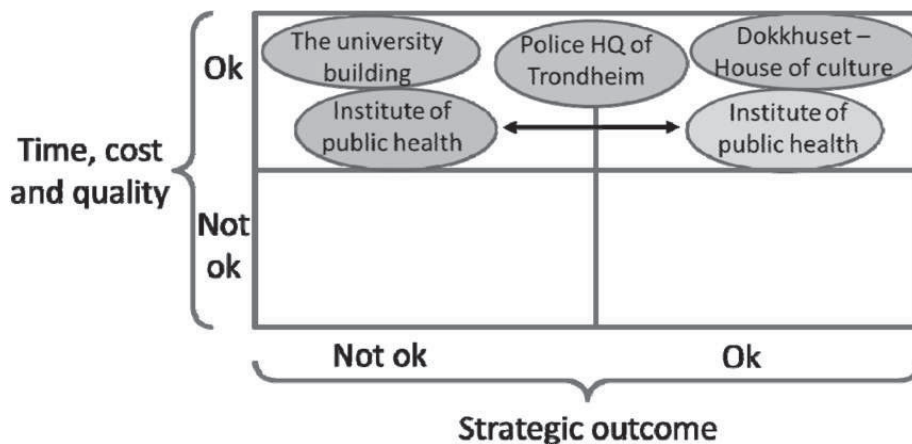 Ok
The university
building
Police HQ of
Trondheim
Dokkhuset –
House of culture
Institute of
public health
Institute of
public health
Time, cost
and quality
Not
ok
Not ok
Ok
Strategic outcome